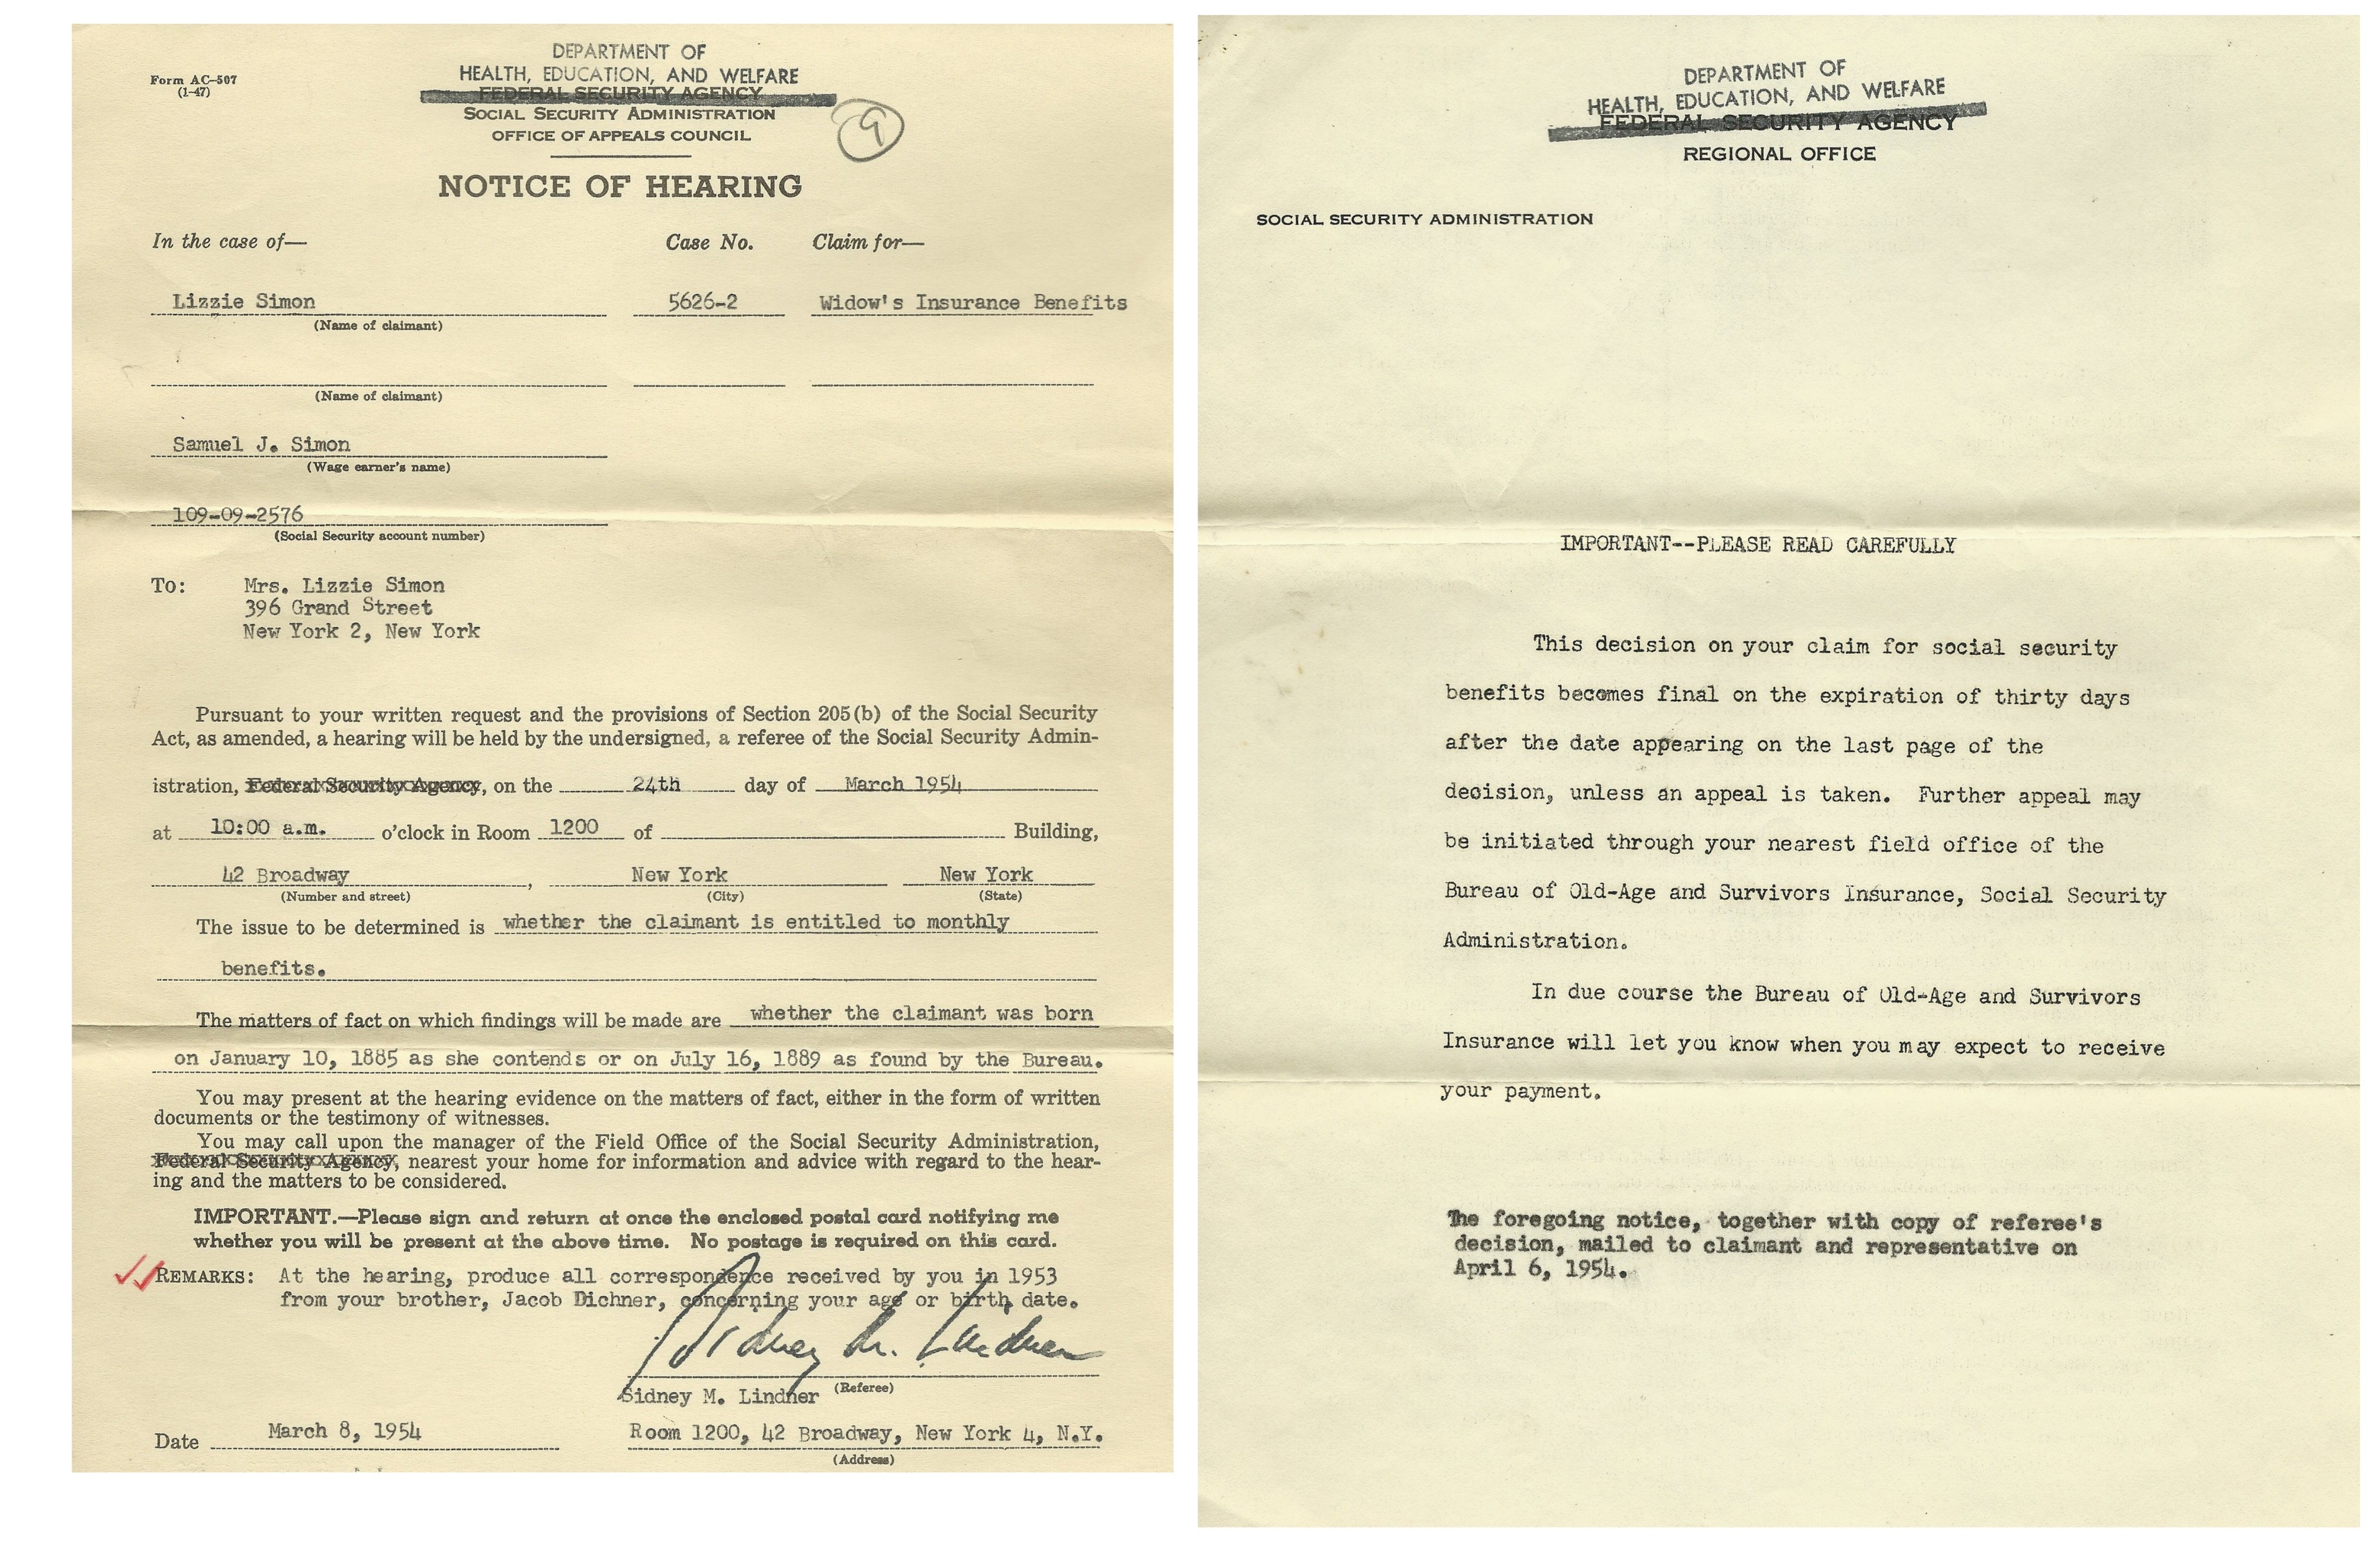 Form AC-507
(1-47)
DEPARTMENT OF
HEALTH, EDUCATION, AND WELFARE
FEDERAL SECURITY AGENCY
SOCIAL SECURITY ADMINISTRATION
OFFICE OF APPEALS COUNCIL
9
NOTICE OF HEARING
In the case of— Case No. Claim for—
Lizzie Simon 5626-2 Widow's Insurance Benefits
(Name of claimant)
(Name of claimant)
Samuel J. Simon
(Wage earner's name)
109-09-2576
(Social Security account number)
To: Mrs. Lizzie Simon
396 Grand Street
New York 2, New York
Pursuant to your written request and the provisions of Section 205(b) of the Social Security
Act, as amended, a hearing will be held by the undersigned, a referee of the Social Security Admin-
istration, Federal Security Agency, on the 24th day of March 1954
at 10:00 a.m. o'clock in Room 1200 of Building,
42 Broadway, New York New York
(Number and street) (City) (State)
The issue to be determined is whether the claimant is entitled to monthly
benefits.
The matters of fact on which findings will be made are whether the claimant was born
on January 10, 1885 as she contends or on July 16, 1889 as found by the Bureau.
You may present at the hearing evidence on the matters of fact, either in the form of written
documents or the testimony of witnesses.
You may call upon the manager of the Field Office of the Social Security Administration,
Federal Security Agency, nearest your home for information and advice with regard to the hear-
ing and the matters to be considered.
IMPORTANT.—Please sign and return at once the enclosed postal card notifying me
whether you will be present at the above time. No postage is required on this card.
REMARKS: At the hearing, produce all correspondence received by you in 1953
from your brother, Jacob Dichner, concerning your age or birth date.
Sidney M. Lindner
(Referee)
Sidney M. Lindner
Date March 8, 1954 Room 1200, 42 Broadway, New York 4, N.Y.
(Address)
DEPARTMENT OF
HEALTH, EDUCATION, AND WELFARE
FEDERAL SECURITY AGENCY
REGIONAL OFFICE
SOCIAL SECURITY ADMINISTRATION
IMPORTANT--PLEASE READ CAREFULLY
This decision on your claim for social security
benefits becomes final on the expiration of thirty days
after the date appearing on the last page of the
decision, unless an appeal is taken. Further appeal may
be initiated through your nearest field office of the
Bureau of Old-Age and Survivors Insurance, Social Security
Administration.
In due course the Bureau of Old-Age and Survivors
Insurance will let you know when you may expect to receive
your payment.
The foregoing notice, together with copy of referee's
decision, mailed to claimant and representative on
April 6, 1954.